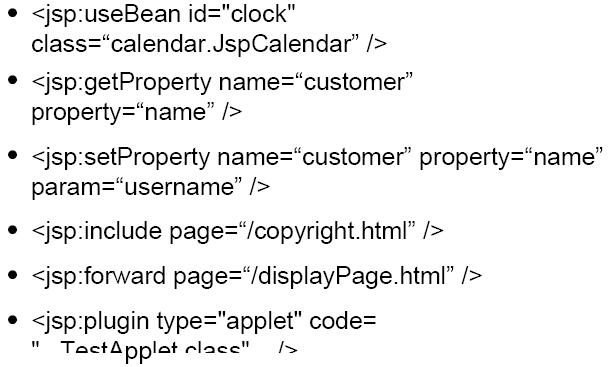 • <jsp:useBean id="clock"
class=“calendar.JspCalendar” />
• <jsp:getProperty name=“customer”
property=“name” />
• <jsp:setProperty name=“customer” property=“name”
param=“username” />
• <jsp:include page=“/copyright.html” />
• <jsp:forward page=“/displayPage.html” />
• <jsp:plugin type="applet" code=
" TestApplet.class" />